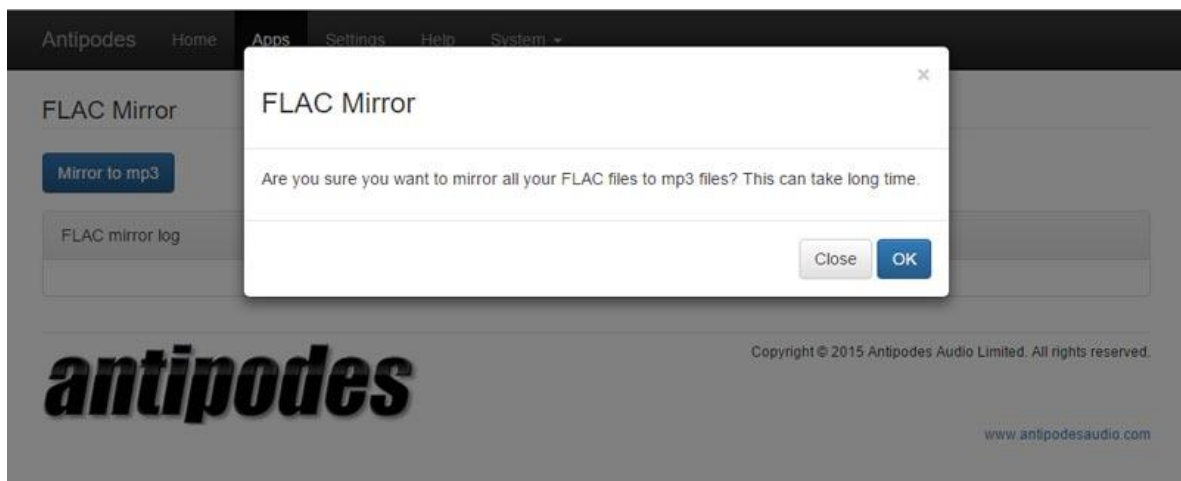 Antipodes Home Apps Settings Help System
FLAC Mirror
Mirror to mp3
FLAC mirror log
×
FLAC Mirror
Are you sure you want to mirror all your FLAC files to mp3 files? This can take long time.
Close OK
antipodes
Copyright © 2015 Antipodes Audio Limited. All rights reserved.
www.antipodesaudio.com